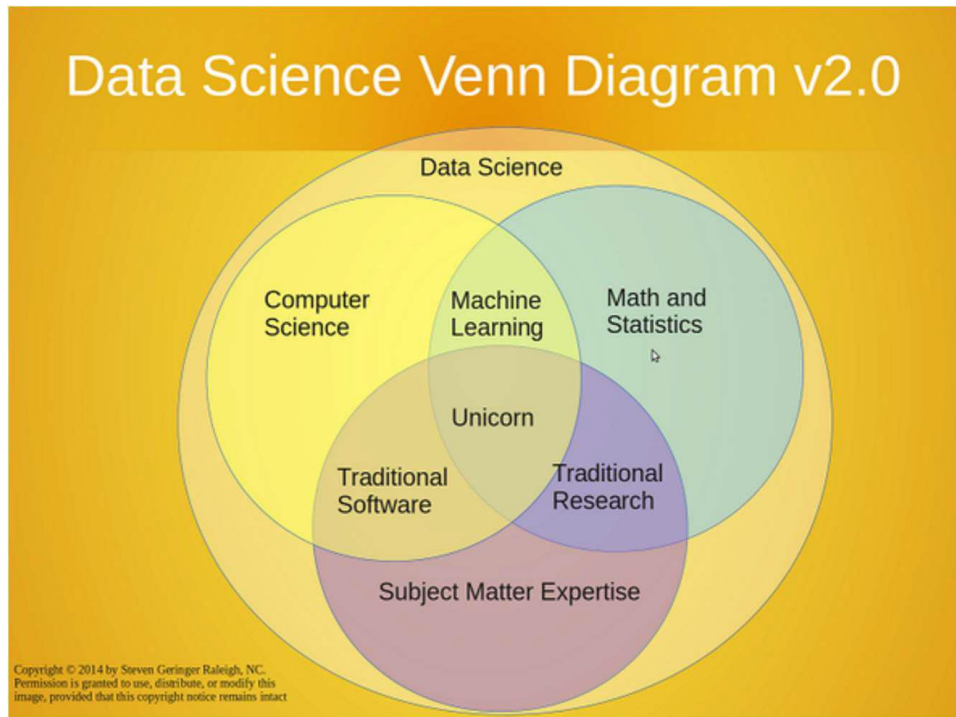 Data Science Venn Diagram v2.0
Data Science
Computer
Science
Machine
Learning
Math and
Statistics
Unicorn
Traditional
Software
Traditional
Research
Subject Matter Expertise
Copyright © 2014 by Steven Geringer Raleigh, NC.
Permission is granted to use, distribute, or modify this
image, provided that this copyright notice remains intact